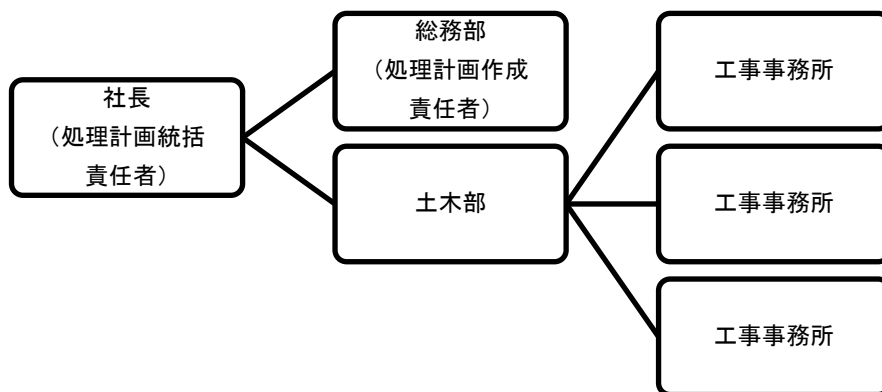 社長
（処理計画統括
責任者）
総務部
（処理計画作成
責任者）
土木部
工事事務所
工事事務所
工事事務所